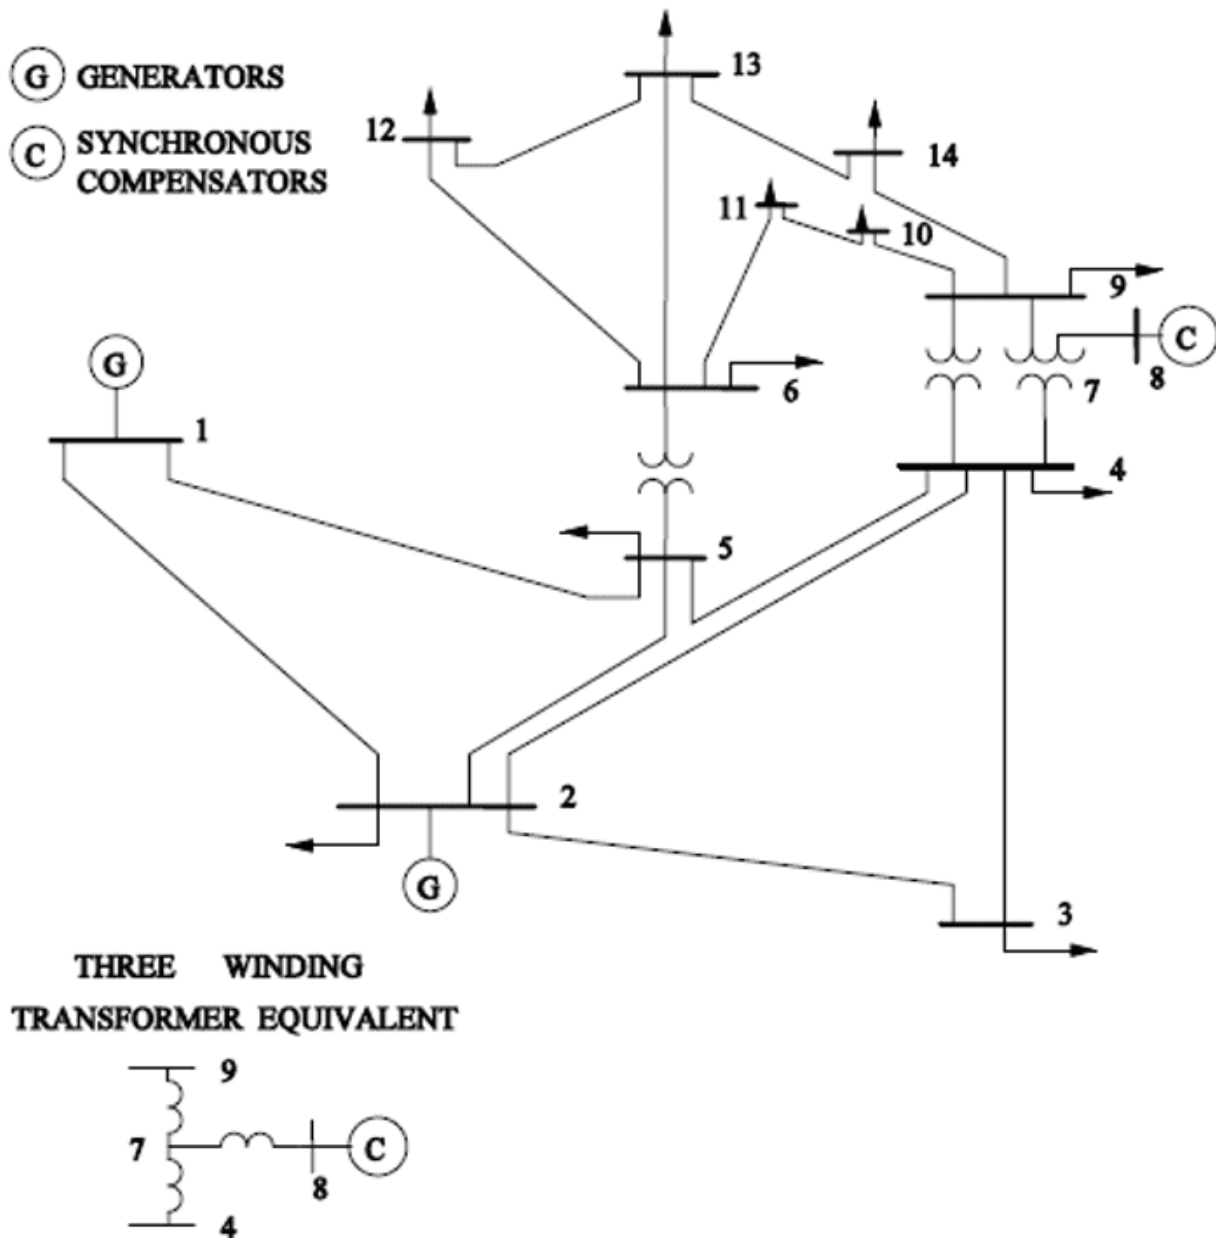 G GENERATORS
C SYNCHRONOUS
COMPENSATORS
13
12
14
11
10
9
G
C
8
7
6
1
4
5
2
G
3
THREE WINDING
TRANSFORMER EQUIVALENT
9
7
C
8
4